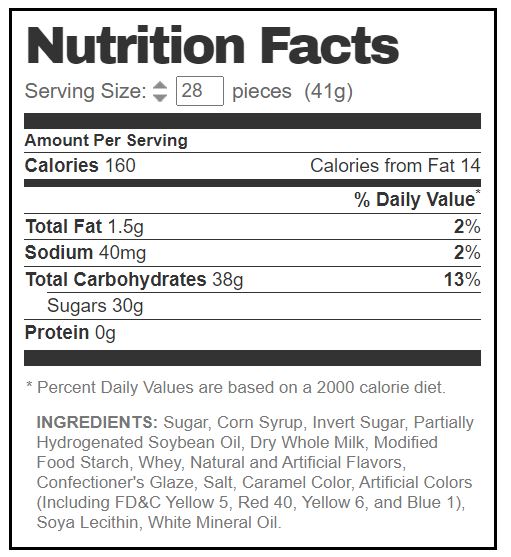 Nutrition Facts
Serving Size: 28 pieces (41g)
Amount Per Serving
Calories 160 Calories from Fat 14
% Daily Value*
Total Fat 1.5g 2%
Sodium 40mg 2%
Total Carbohydrates 38g 13%
Sugars 30g
Protein 0g
* Percent Daily Values are based on a 2000 calorie diet.
INGREDIENTS: Sugar, Corn Syrup, Invert Sugar, Partially
Hydrogenated Soybean Oil, Dry Whole Milk, Modified
Food Starch, Whey, Natural and Artificial Flavors,
Confectioner's Glaze, Salt, Caramel Color, Artificial Colors
(Including FD&C Yellow 5, Red 40, Yellow 6, and Blue 1),
Soya Lecithin, White Mineral Oil.